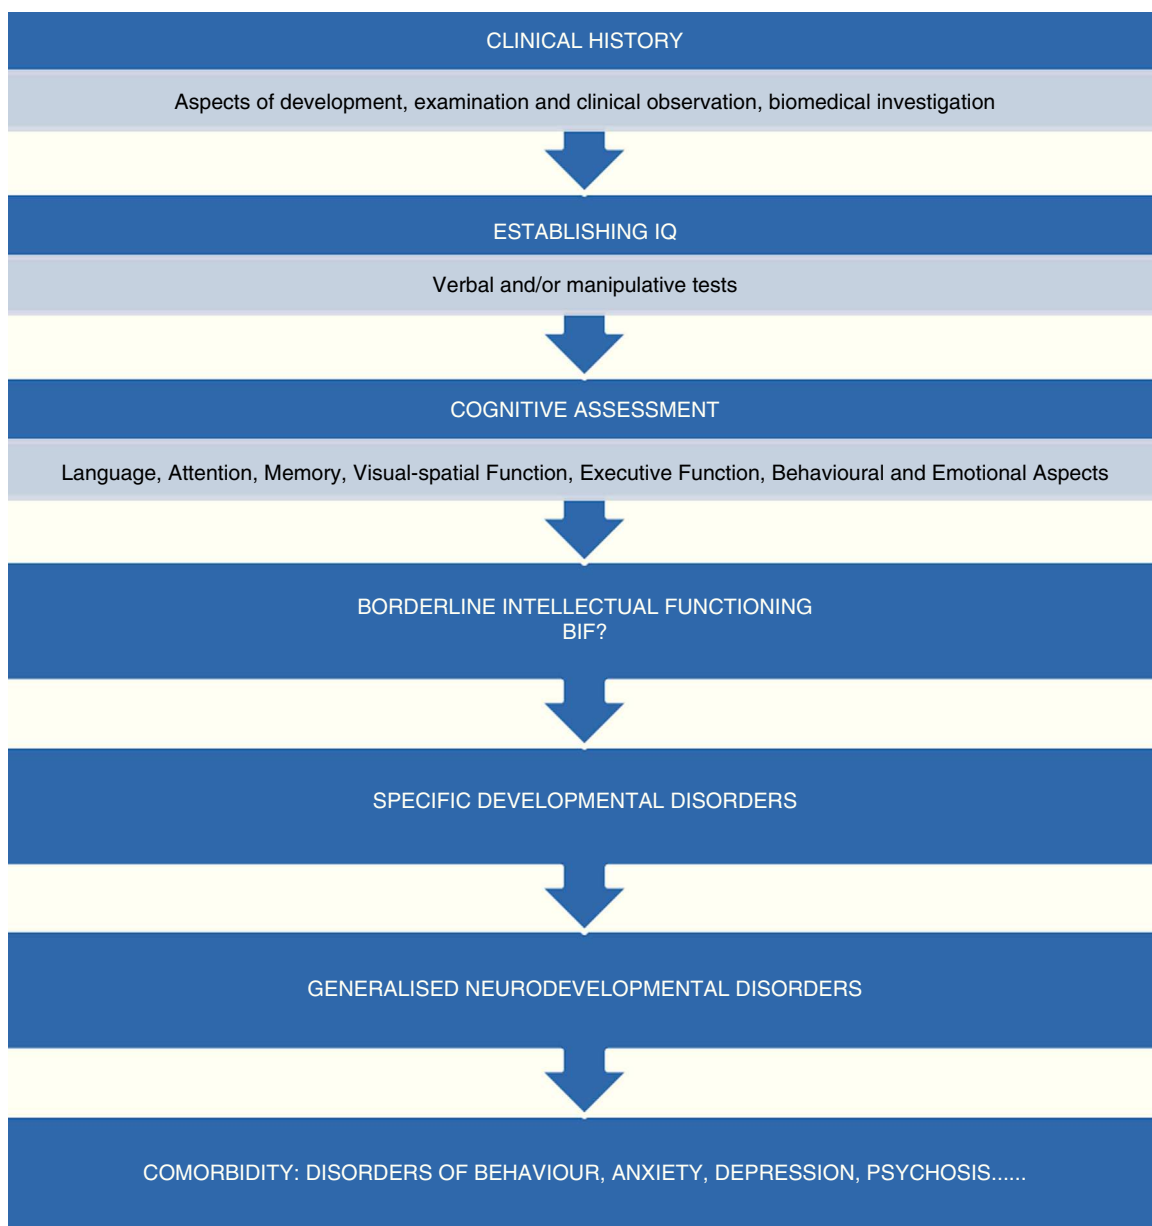 CLINICAL HISTORY
Aspects of development, examination and clinical observation, biomedical investigation
ESTABLISHING IQ
Verbal and/or manipulative tests
COGNITIVE ASSESSMENT
Language, Attention, Memory, Visual-spatial Function, Executive Function, Behavioural and Emotional Aspects
BORDERLINE INTELLECTUAL FUNCTIONING
BIF?
SPECIFIC DEVELOPMENTAL DISORDERS
GENERALISED NEURODEVELOPMENTAL DISORDERS
COMORBIDITY: DISORDERS OF BEHAVIOUR, ANXIETY, DEPRESSION, PSYCHOSIS......